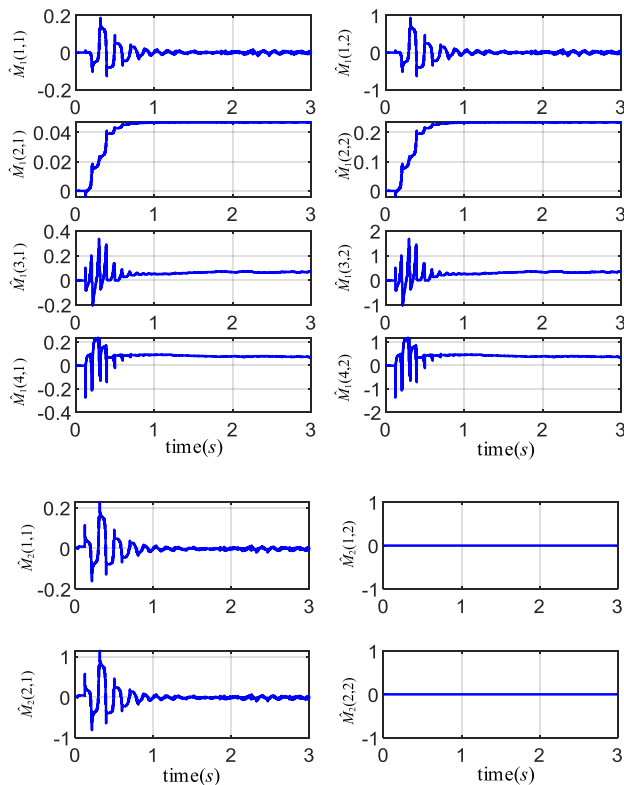 0.2 0 -0.2 M̂₁(1,1) 0 1 2 3
1 0 -1 M̂₁(1,2) 0 1 2 3
0.04 0.02 0 M̂₁(2,1) 0 1 2 3
0.2 0.1 0 M̂₁(2,2) 0 1 2 3
0.4 0.2 0 -0.2 M̂₁(3,1) 0 1 2 3
2 1 0 -1 M̂₁(3,2) 0 1 2 3
0.2 0 -0.2 -0.4 M̂₁(4,1) 0 1 2 3
time(s)
1 0 -1 -2 M̂₁(4,2) 0 1 2 3
time(s)
0.2 0 -0.2 M̂₂(1,1) 0 1 2 3
1 0 -1 M̂₂(1,2) 0 1 2 3
1 0 -1 M̂₂(2,1) 0 1 2 3
time(s)
1 0 -1 M̂₂(2,2) 0 1 2 3
time(s)